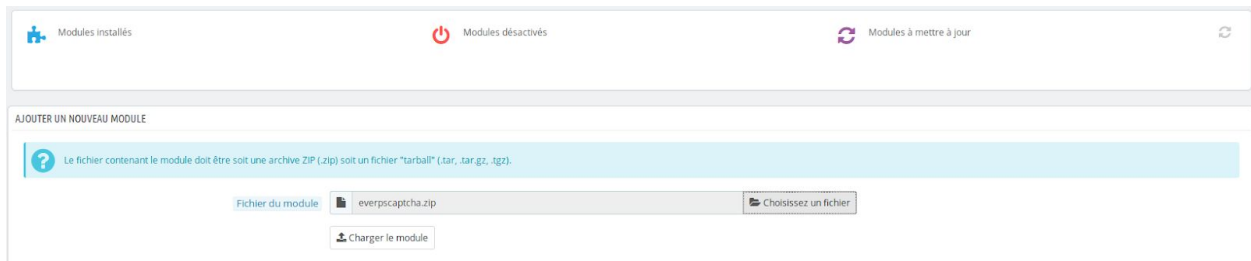 Modules installés
Modules désactivés
Modules à mettre à jour
AJOUTER UN NOUVEAU MODULE
Le fichier contenant le module doit être soit une archive ZIP (.zip) soit un fichier "tarball" (.tar, .tar.gz, .tgz).
Fichier du module everpscaptcha.zip Choisissez un fichier
Charger le module